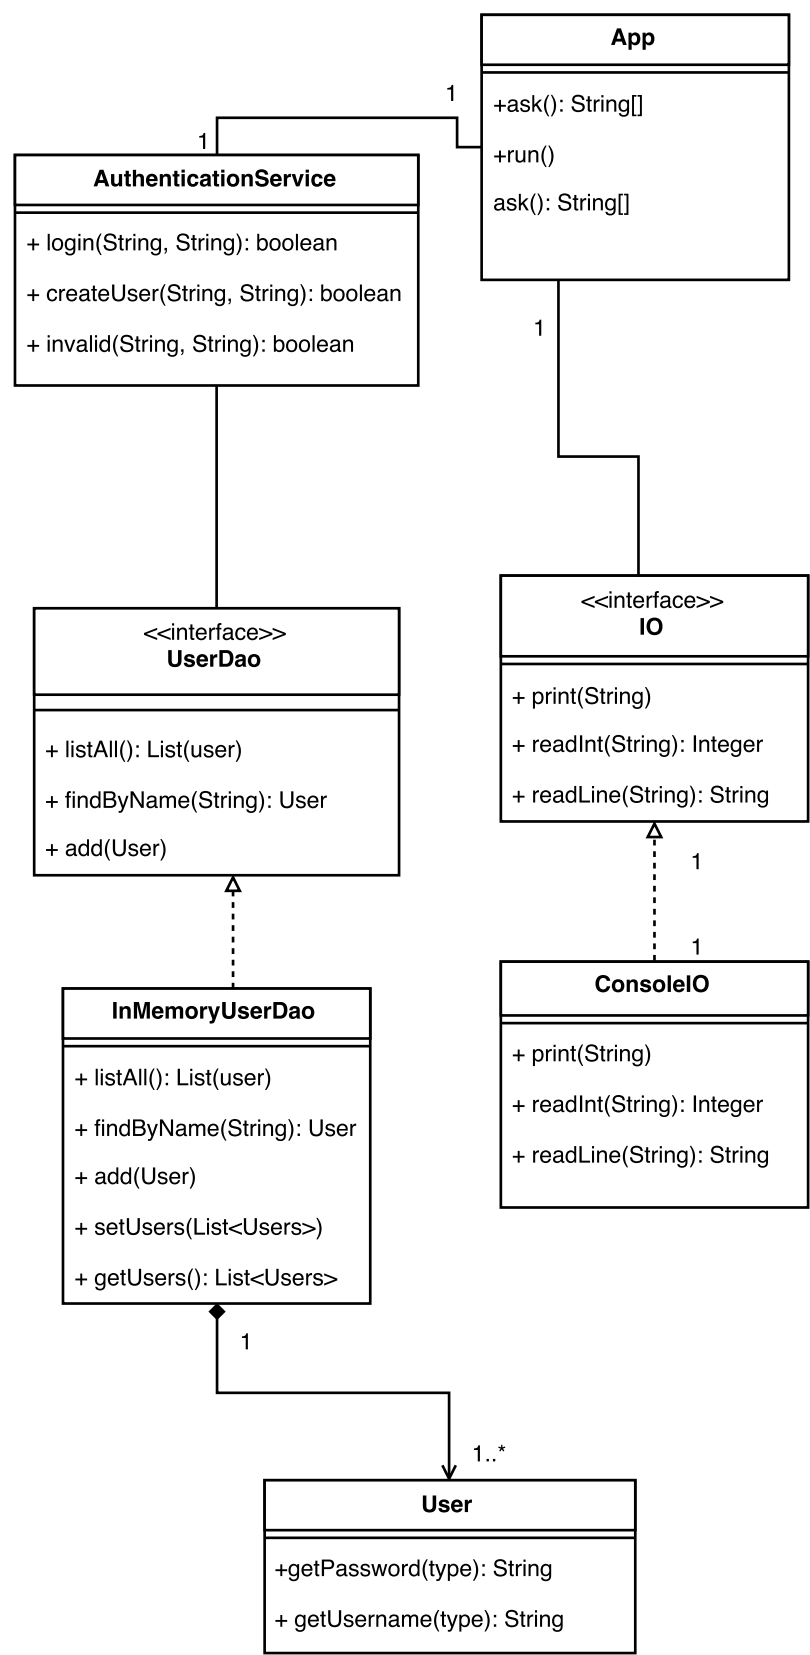 App
+ask(): String[]
+run()
ask(): String[]
1
1
AuthenticationService
+ login(String, String): boolean
+ createUser(String, String): boolean
+ invalid(String, String): boolean
1
<<interface>>
UserDao
+ listAll(): List(user)
+ findByName(String): User
+ add(User)
<<interface>>
IO
+ print(String)
+ readInt(String): Integer
+ readLine(String): String
1
1
InMemoryUserDao
+ listAll(): List(user)
+ findByName(String): User
+ add(User)
+ setUsers(List<Users>)
+ getUsers(): List<Users>
ConsoleIO
+ print(String)
+ readInt(String): Integer
+ readLine(String): String
1
1..*
User
+getPassword(type): String
+ getUsername(type): String